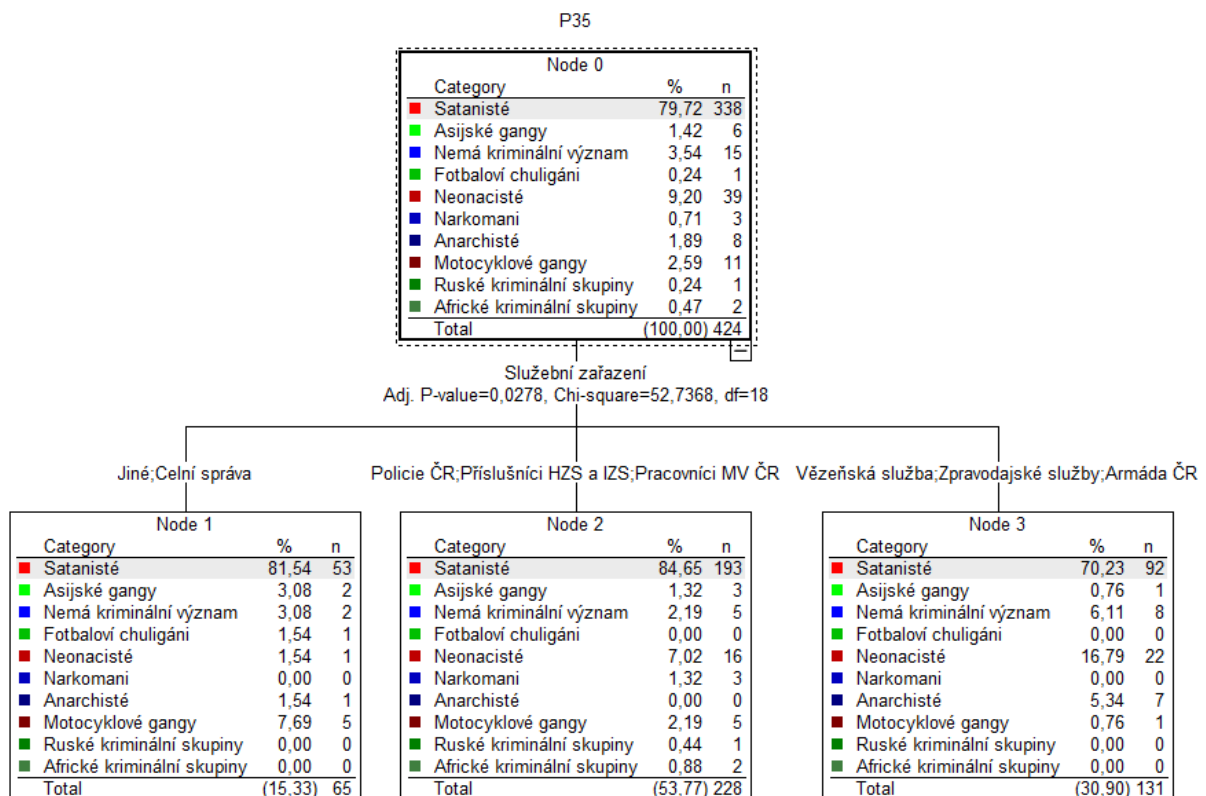 P35
Node 0
Category % n
Satanisté 79,72 338
Asijské gangy 1,42 6
Nemá kriminální význam 3,54 15
Fotbaloví chuligáni 0,24 1
Neonacisté 9,20 39
Narkomani 0,71 3
Anarchisté 1,89 8
Motocyklové gangy 2,59 11
Ruské kriminální skupiny 0,24 1
Africké kriminální skupiny 0,47 2
Total (100,00) 424
Služební zařazení
Adj. P-value=0,0278, Chi-square=52,7368, df=18
Jiné;Celní správa
Policie ČR;Příslušníci HZS a IZS;Pracovníci MV ČR
Vězeňská služba;Zpravodajské služby;Armáda ČR
Node 1
Category % n
Satanisté 81,54 53
Asijské gangy 3,08 2
Nemá kriminální význam 3,08 2
Fotbaloví chuligáni 1,54 1
Neonacisté 1,54 1
Narkomani 0,00 0
Anarchisté 1,54 1
Motocyklové gangy 7,69 5
Ruské kriminální skupiny 0,00 0
Africké kriminální skupiny 0,00 0
Total (15,33) 65
Node 2
Category % n
Satanisté 84,65 193
Asijské gangy 1,32 3
Nemá kriminální význam 2,19 5
Fotbaloví chuligáni 0,00 0
Neonacisté 7,02 16
Narkomani 1,32 3
Anarchisté 0,00 0
Motocyklové gangy 2,19 5
Ruské kriminální skupiny 0,44 1
Africké kriminální skupiny 0,88 2
Total (53,77) 228
Node 3
Category % n
Satanisté 70,23 92
Asijské gangy 0,76 1
Nemá kriminální význam 6,11 8
Fotbaloví chuligáni 0,00 0
Neonacisté 16,79 22
Narkomani 0,00 0
Anarchisté 5,34 7
Motocyklové gangy 0,76 1
Ruské kriminální skupiny 0,00 0
Africké kriminální skupiny 0,00 0
Total (30,90) 131